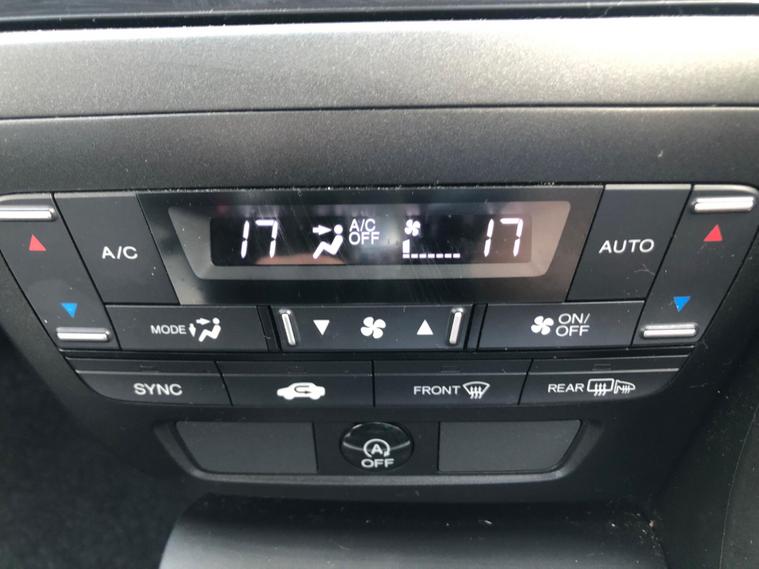 A/C
17
A/C
OFF
17
AUTO
MODE
ON/
OFF
SYNC
FRONT
REAR
A
OFF